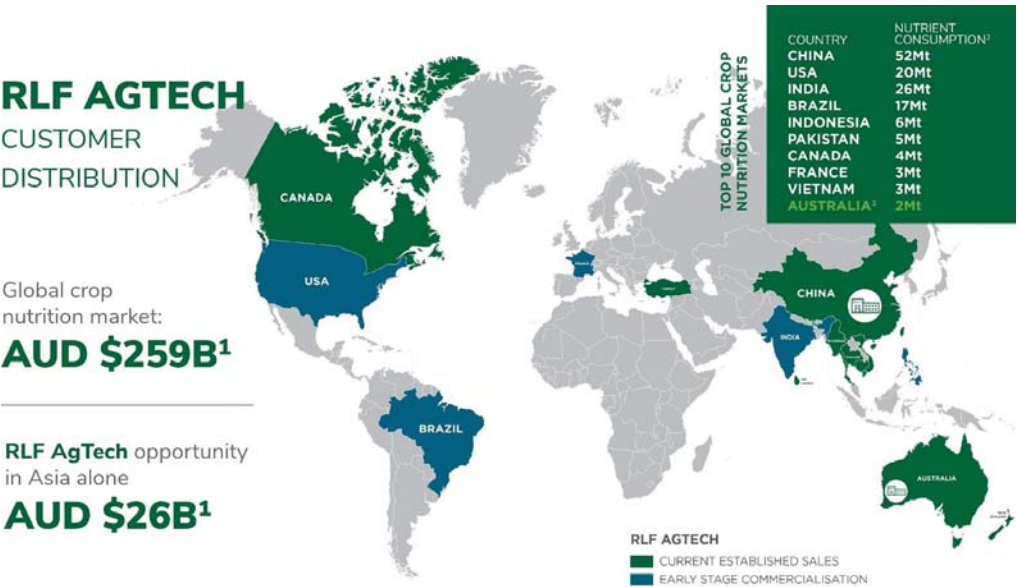 RLF AGTECH
CUSTOMER
DISTRIBUTION
Global crop
nutrition market:
AUD $259B¹
RLF AgTech opportunity
in Asia alone
AUD $26B¹
TOP 10 GLOBAL CROP
NUTRITION MARKETS
COUNTRY NUTRIENT
CONSUMPTION²
CHINA 52Mt
USA 20Mt
INDIA 26Mt
BRAZIL 17Mt
INDONESIA 6Mt
PAKISTAN 5Mt
CANADA 4Mt
FRANCE 3Mt
VIETNAM 3Mt
AUSTRALIA³ 2Mt
CANADA
USA
BRAZIL
FRANCE
CHINA
INDIA
AUSTRALIA
NEW
ZEALAND
RLF AGTECH
CURRENT ESTABLISHED SALES
EARLY STAGE COMMERCIALISATION